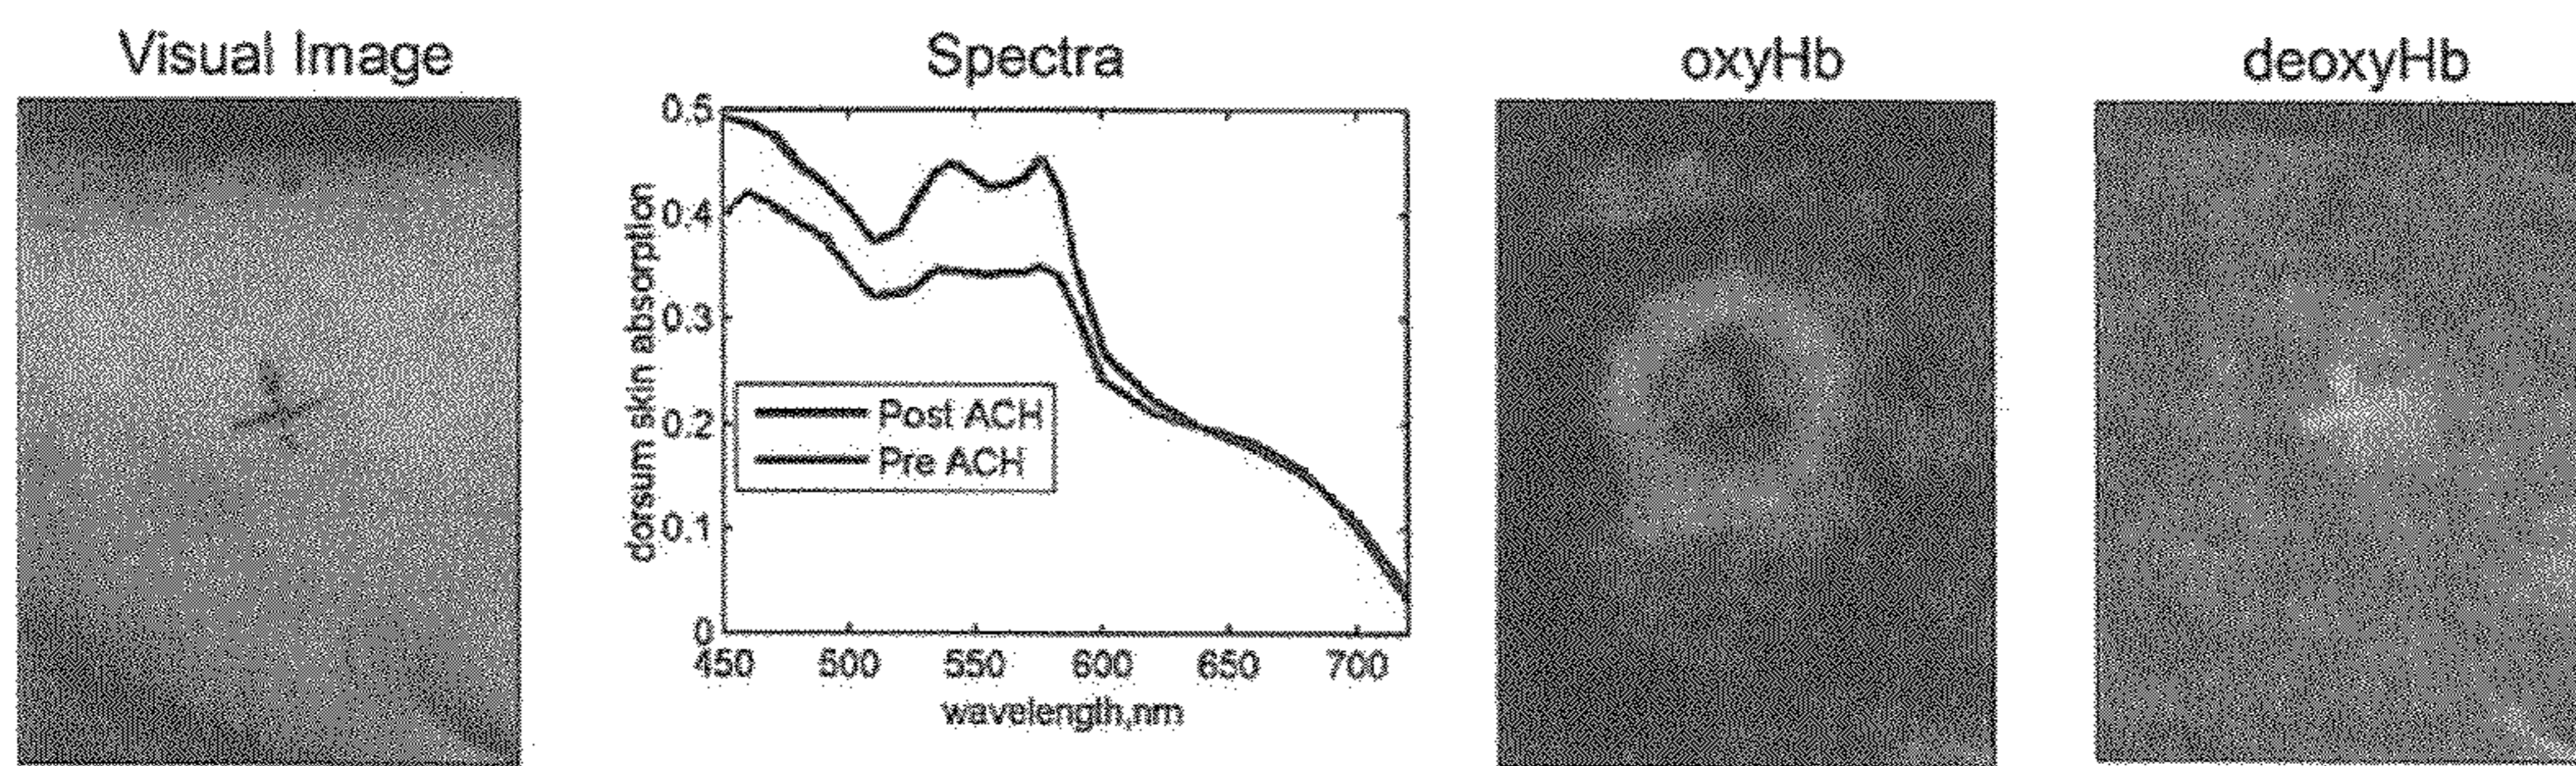 Visual Image
Spectra
oxyHb
deoxyHb
0.5
0.4
0.3
0.2
0.1
0
dorsum skin absorption
Post ACH
Pre ACH
450 500 550 600 650 700
wavelength,nm